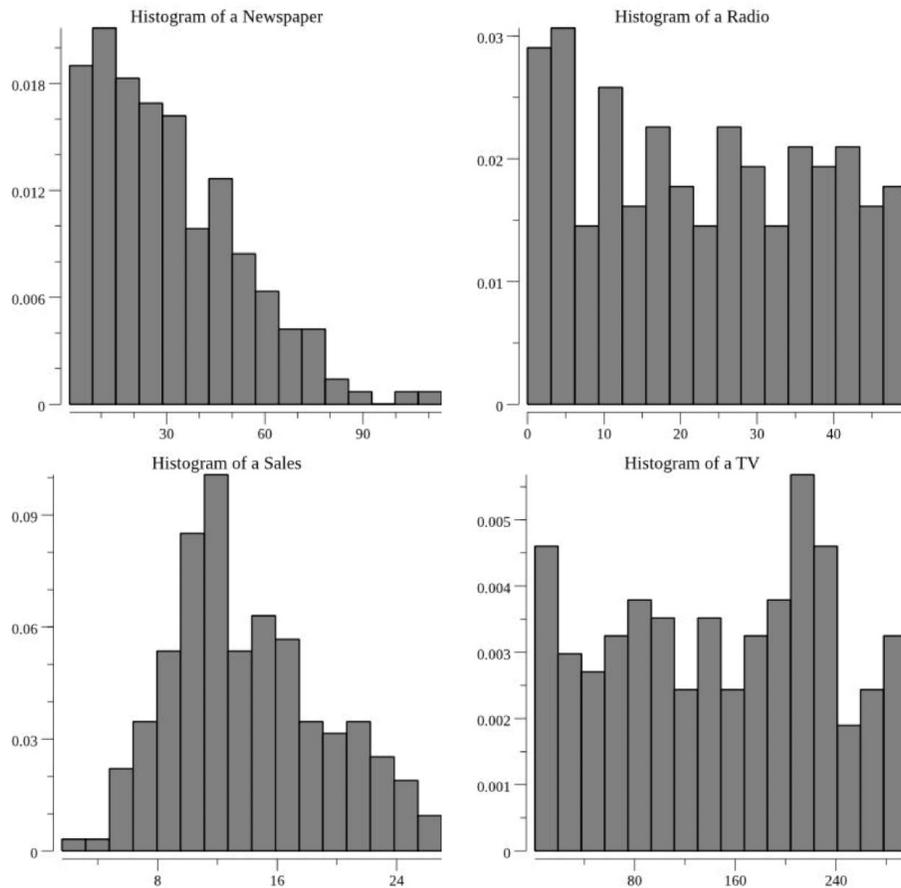 Histogram of a Newspaper
0.018
0.012
0.006
0
30 60 90
Histogram of a Radio
0.03
0.02
0.01
0
0 10 20 30 40
Histogram of a Sales
0.09
0.06
0.03
0
8 16 24
Histogram of a TV
0.005
0.004
0.003
0.002
0.001
0
80 160 240